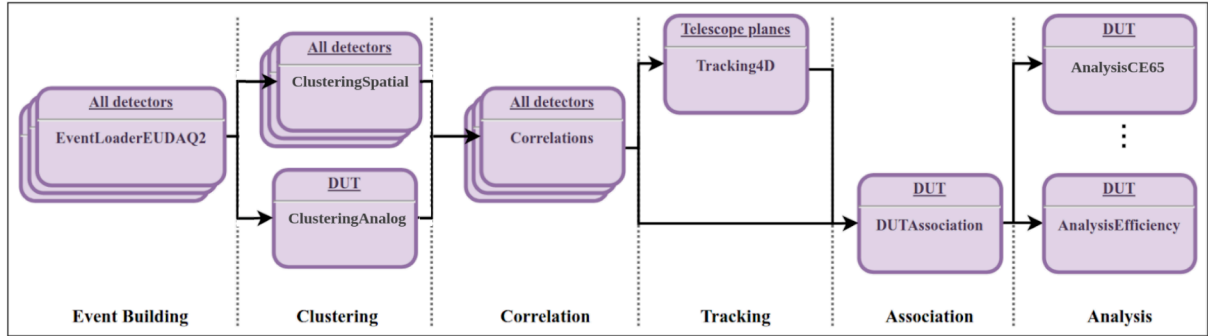 All detectors
EventLoaderEUDAQ2
All detectors
ClusteringSpatial
DUT
ClusteringAnalog
All detectors
Correlations
Telescope planes
Tracking4D
DUT
DUTAssociation
DUT
AnalysisCE65
DUT
AnalysisEfficiency
Event Building
Clustering
Correlation
Tracking
Association
Analysis